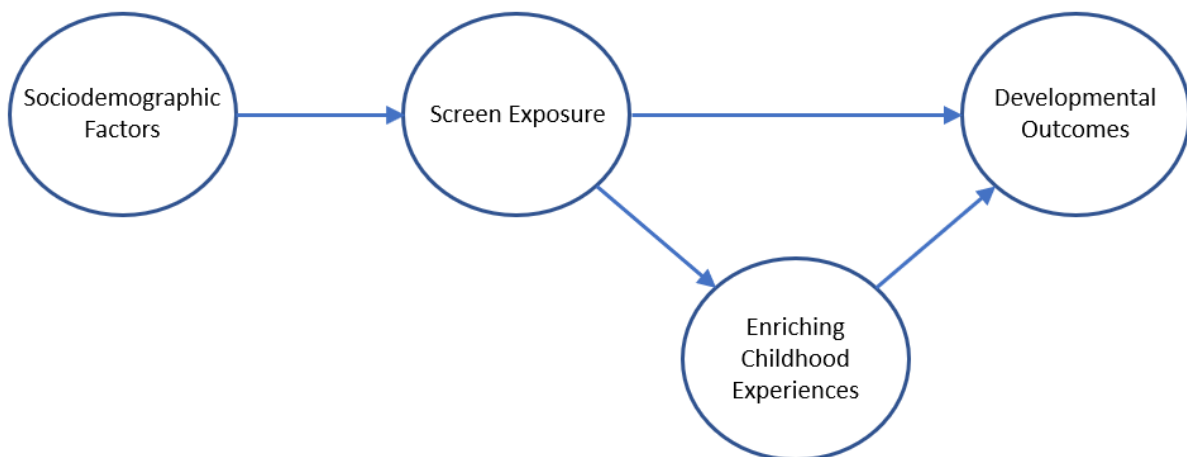 Sociodemographic
Factors
Screen Exposure
Developmental
Outcomes
Enriching
Childhood
Experiences